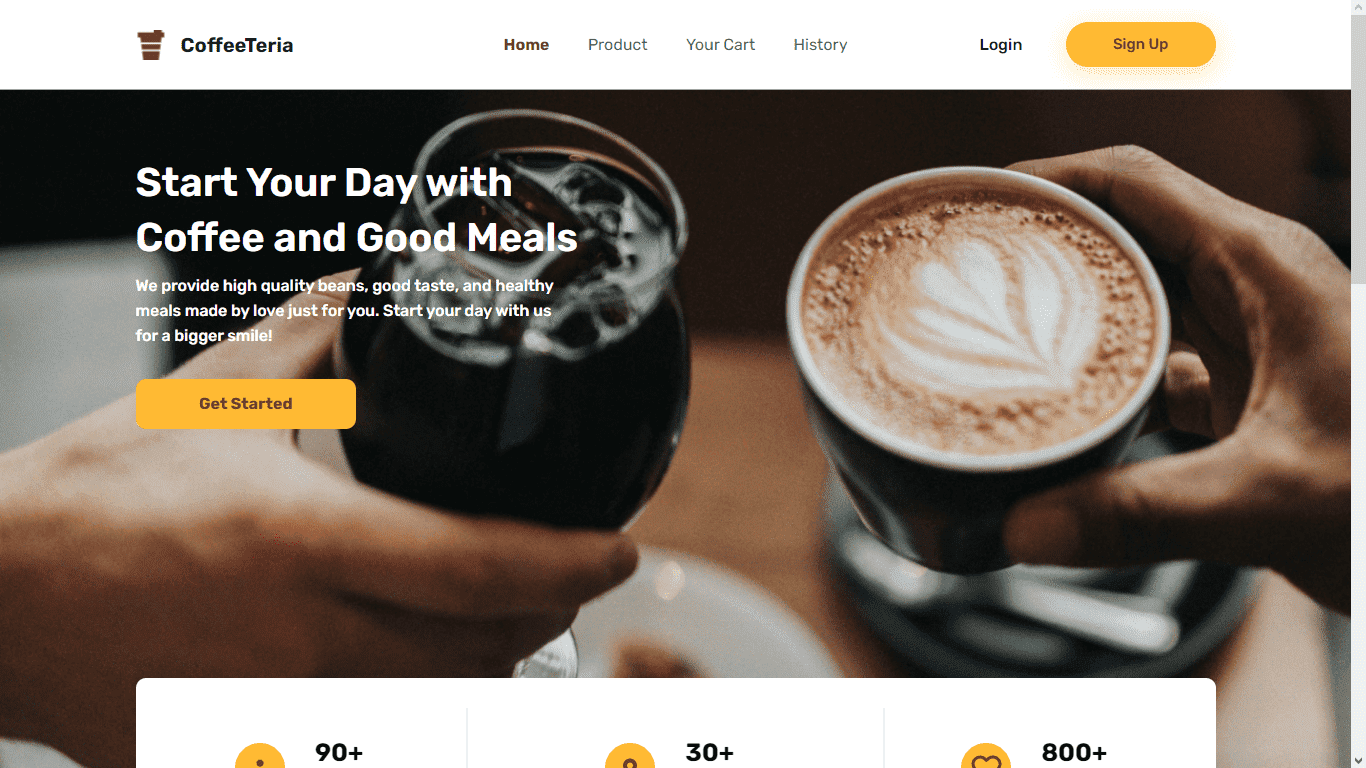 CoffeeTeria
Home
Product
Your Cart
History
Login
Sign Up
Start Your Day with
Coffee and Good Meals
We provide high quality beans, good taste, and healthy
meals made by love just for you. Start your day with us
for a bigger smile!
Get Started
90+
30+
800+